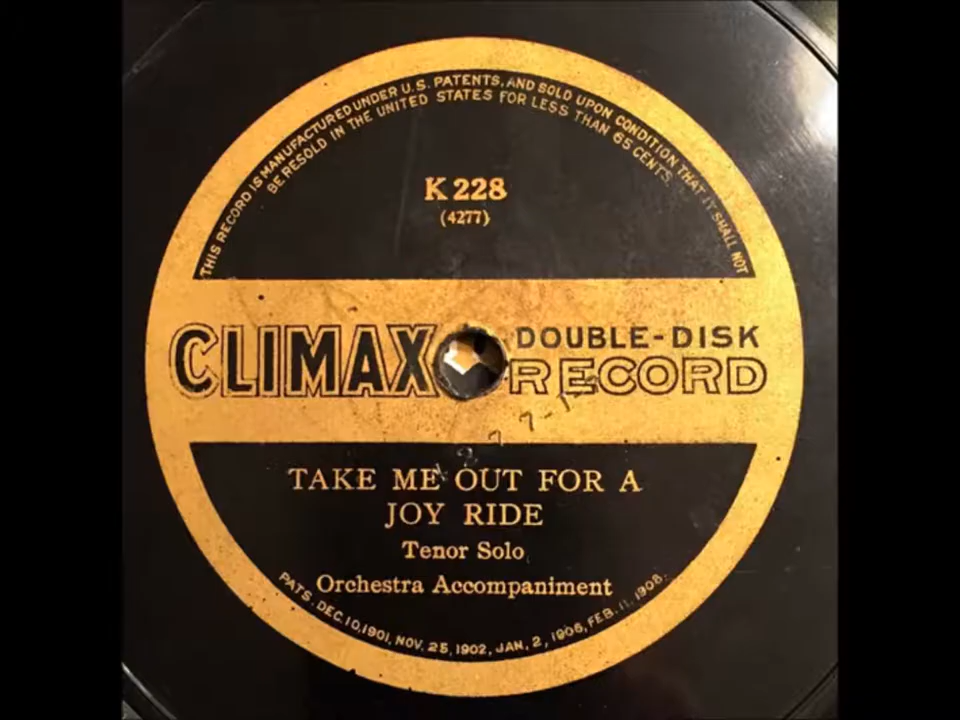 THIS RECORD IS MANUFACTURED UNDER U.S. PATENTS, AND SOLD UPON CONDITION THAT IT SHALL NOT
BE RESOLD IN THE UNITED STATES FOR LESS THAN 65 CENTS.
K 228
(4277)
CLIMAX DOUBLE-DISK
RECORD
TAKE ME OUT FOR A
JOY RIDE
Tenor Solo
Orchestra Accompaniment
PATS. DEC. 10, 1901, NOV. 25, 1902, JAN. 2, 1906, FEB. 11, 1908.